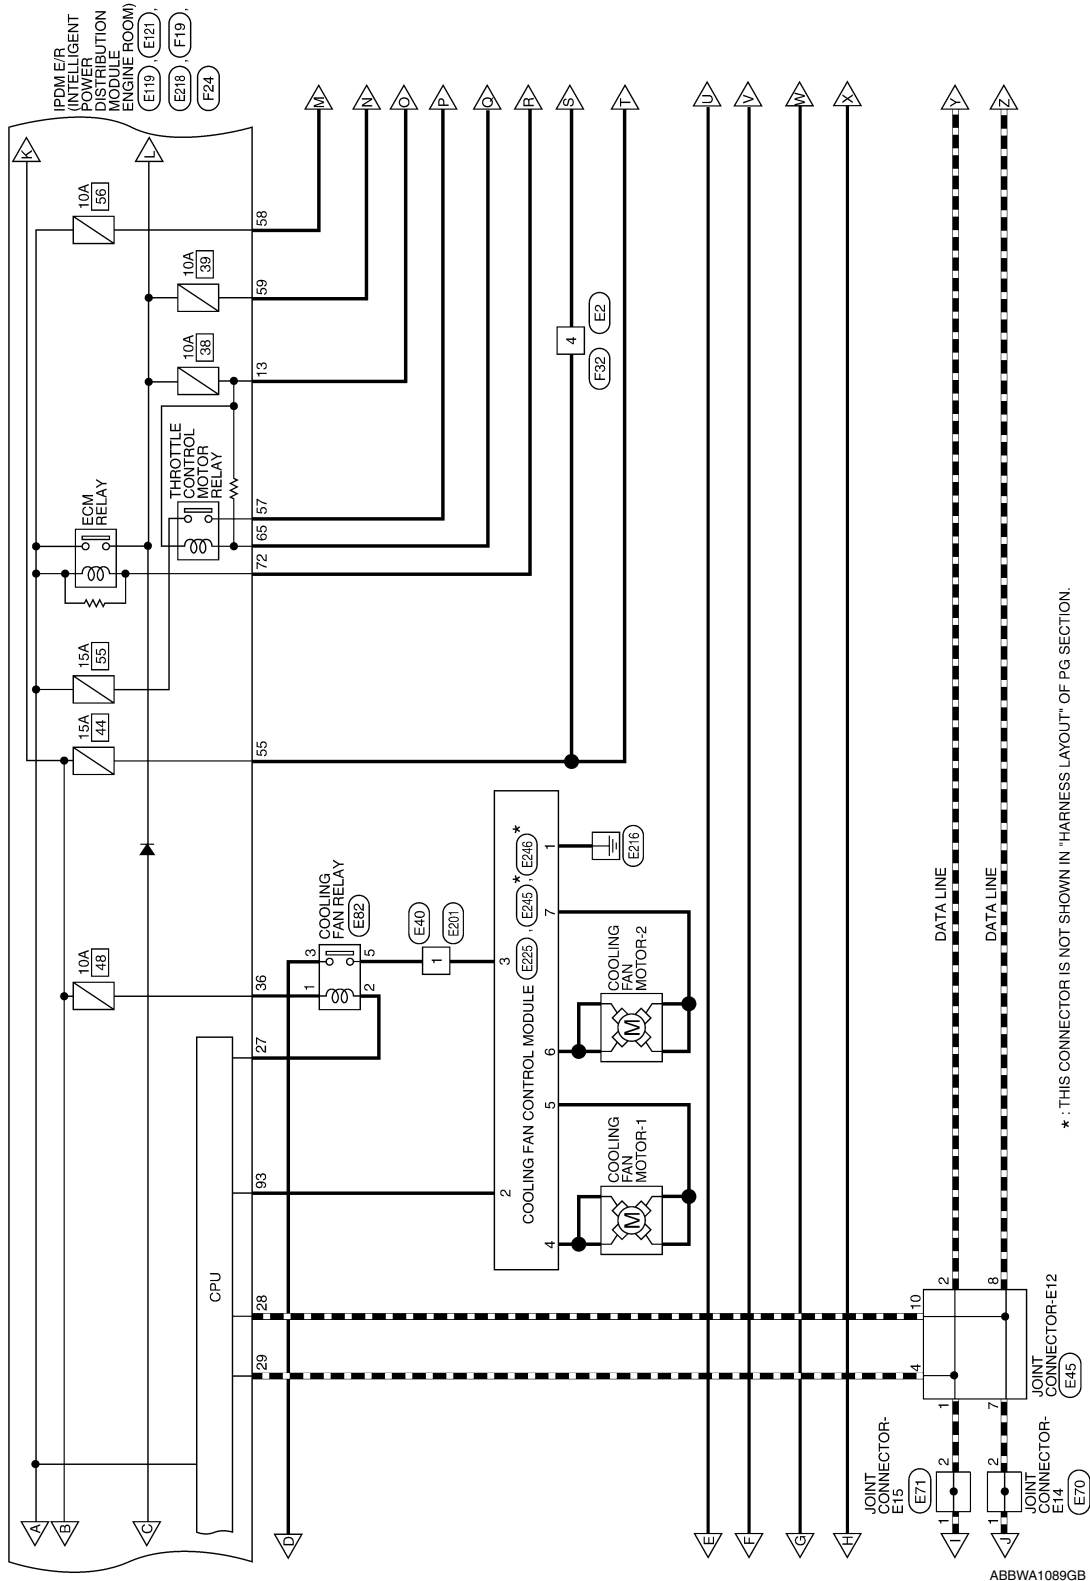 IPDM E/R
(INTELLIGENT
POWER
DISTRIBUTION
MODULE
ENGINE ROOM)
E119 , E121 ,
E218 , F19 ,
F24
K
L
M
N
O
P
Q
R
S
T
U
V
W
X
Y
Z
10A
56
10A
39
10A
38
ECM
RELAY
THROTTLE
CONTROL
MOTOR
RELAY
15A
55
15A
44
10A
48
58
59
13
57
65
72
55
36
27
93
28
29
4
E2
F32
CPU
COOLING
FAN RELAY
E82
3
5
1
2
E40
E201
1
3
COOLING FAN CONTROL MODULE
E225 , E245 * , E246 *
1
E216
7
6
5
4
2
COOLING
FAN
MOTOR-2
M
COOLING
FAN
MOTOR-1
M
DATA LINE
DATA LINE
* : THIS CONNECTOR IS NOT SHOWN IN "HARNESS LAYOUT" OF PG SECTION.
10
2
8
4
1
7
JOINT
CONNECTOR-E12
E45
JOINT
CONNECTOR-
E15
E71
2
1
JOINT
CONNECTOR-
E14
E70
2
1
A
B
C
D
E
F
G
H
I
J
ABBWA1089GB